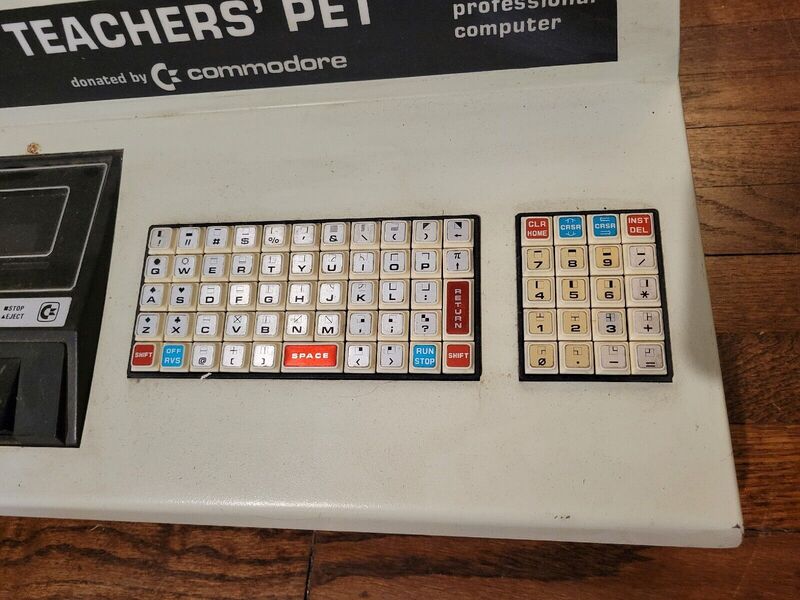 TEACHERS' PET
professional
computer
donated by commodore
■STOP
▲EJECT
! " # $ % ' & \ ( ) ←
Q W E R T Y U I O P ↑
A S D F G H J K L :
RETURN
Z X C V B N M , ; ?
SHIFT OFF RVS @ [ ] SPACE < > RUN STOP SHIFT
CLR HOME CRSR CRSR INST DEL
7 8 9 /
4 5 6 *
1 2 3 +
0 . - =